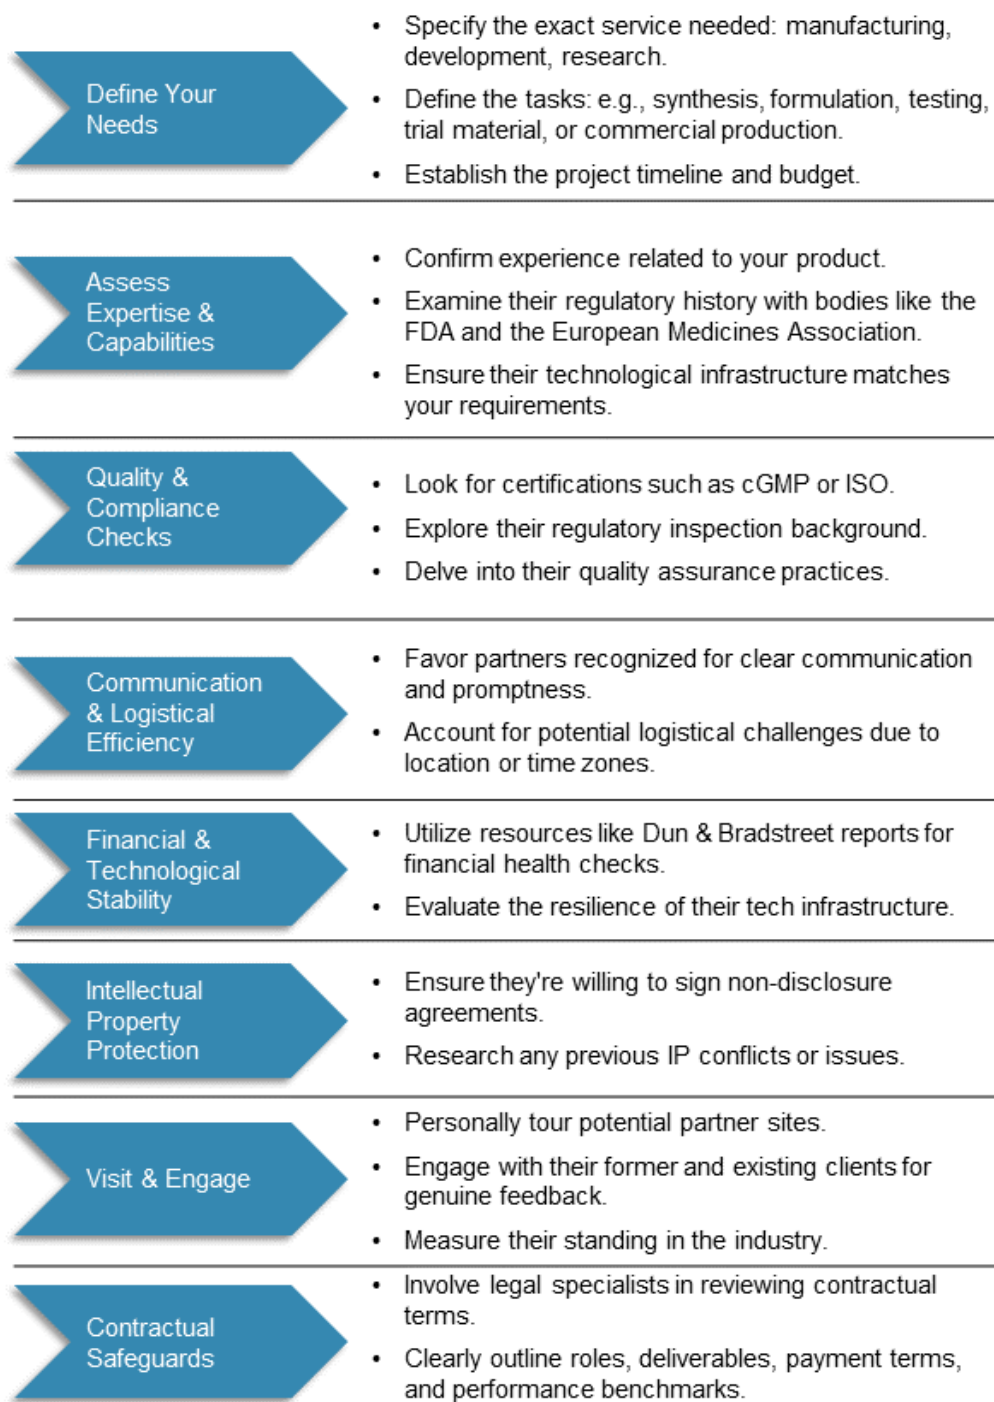 Define Your
Needs
• Specify the exact service needed: manufacturing,
development, research.
• Define the tasks: e.g., synthesis, formulation, testing,
trial material, or commercial production.
• Establish the project timeline and budget.
Assess
Expertise &
Capabilities
• Confirm experience related to your product.
• Examine their regulatory history with bodies like the
FDA and the European Medicines Association.
• Ensure their technological infrastructure matches
your requirements.
Quality &
Compliance
Checks
• Look for certifications such as cGMP or ISO.
• Explore their regulatory inspection background.
• Delve into their quality assurance practices.
Communication
& Logistical
Efficiency
• Favor partners recognized for clear communication
and promptness.
• Account for potential logistical challenges due to
location or time zones.
Financial &
Technological
Stability
• Utilize resources like Dun & Bradstreet reports for
financial health checks.
• Evaluate the resilience of their tech infrastructure.
Intellectual
Property
Protection
• Ensure they're willing to sign non-disclosure
agreements.
• Research any previous IP conflicts or issues.
Visit & Engage
• Personally tour potential partner sites.
• Engage with their former and existing clients for
genuine feedback.
• Measure their standing in the industry.
Contractual
Safeguards
• Involve legal specialists in reviewing contractual
terms.
• Clearly outline roles, deliverables, payment terms,
and performance benchmarks.